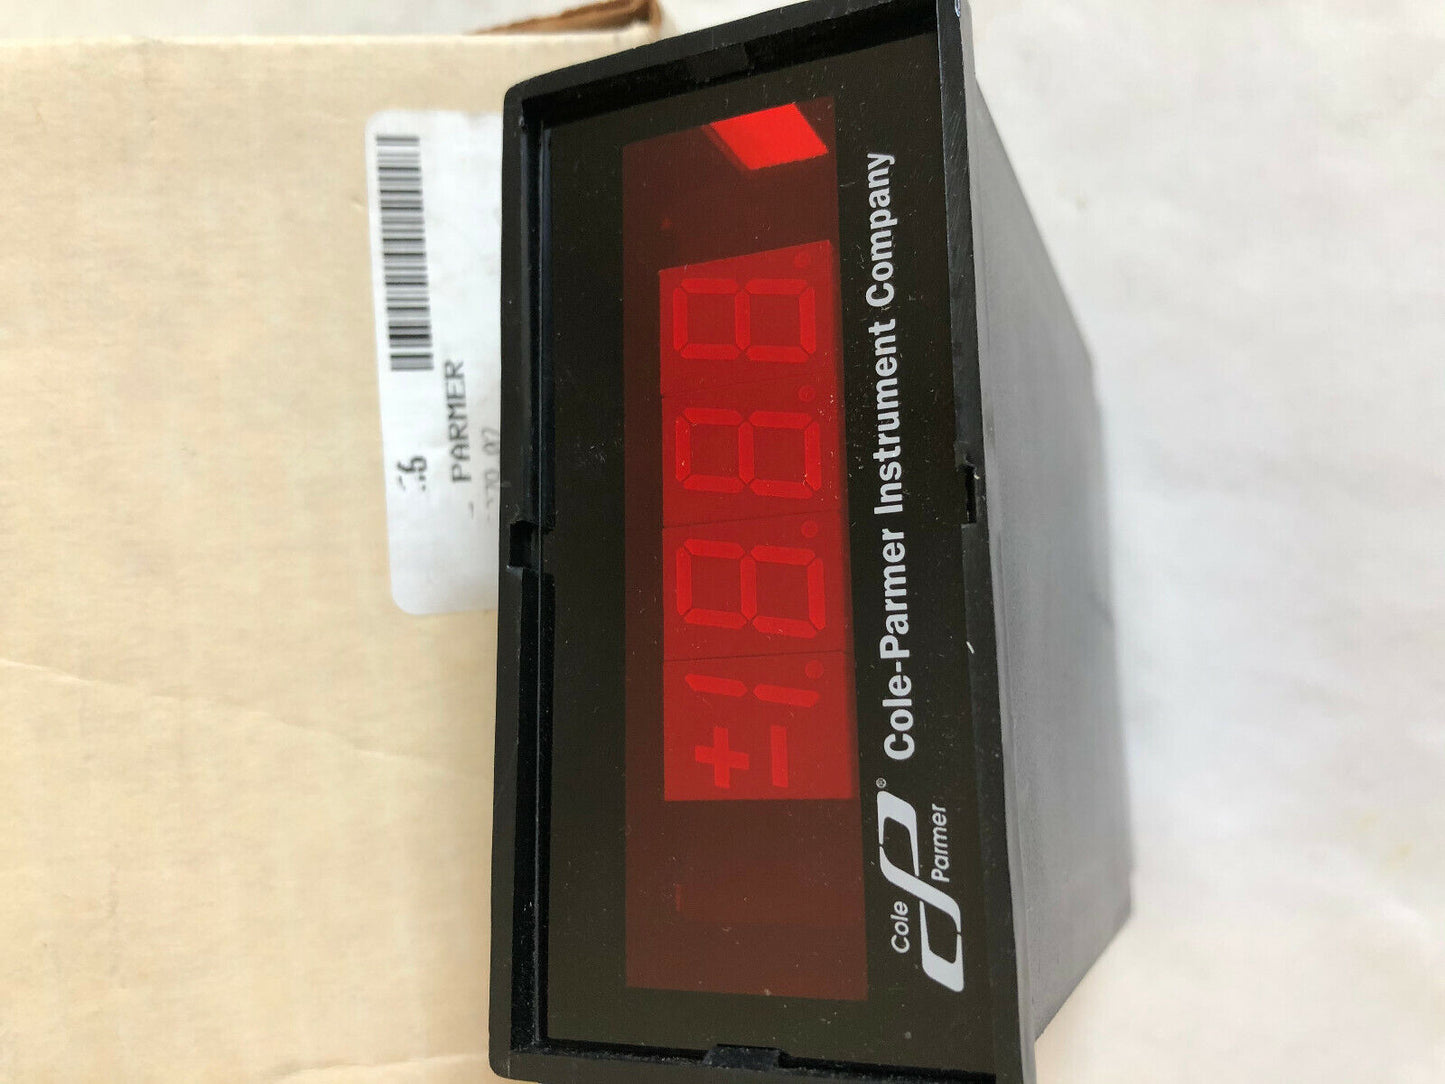 ±1.8.8.8.
Cole
Parmer
®
Cole-Parmer Instrument Company
PARMER